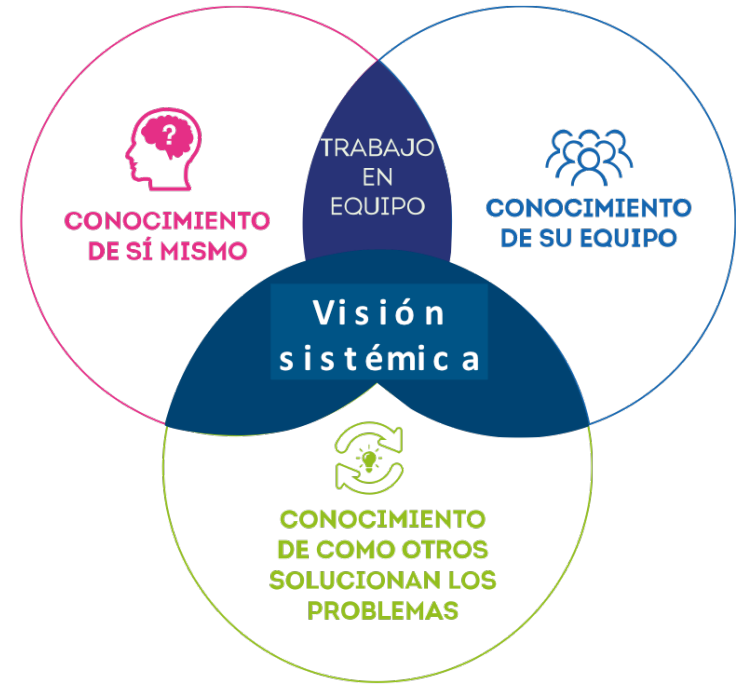 ?
CONOCIMIENTO
DE SÍ MISMO
TRABAJO
EN
EQUIPO
CONOCIMIENTO
DE SU EQUIPO
Visión
sistémica
CONOCIMIENTO
DE COMO OTROS
SOLUCIONAN LOS
PROBLEMAS